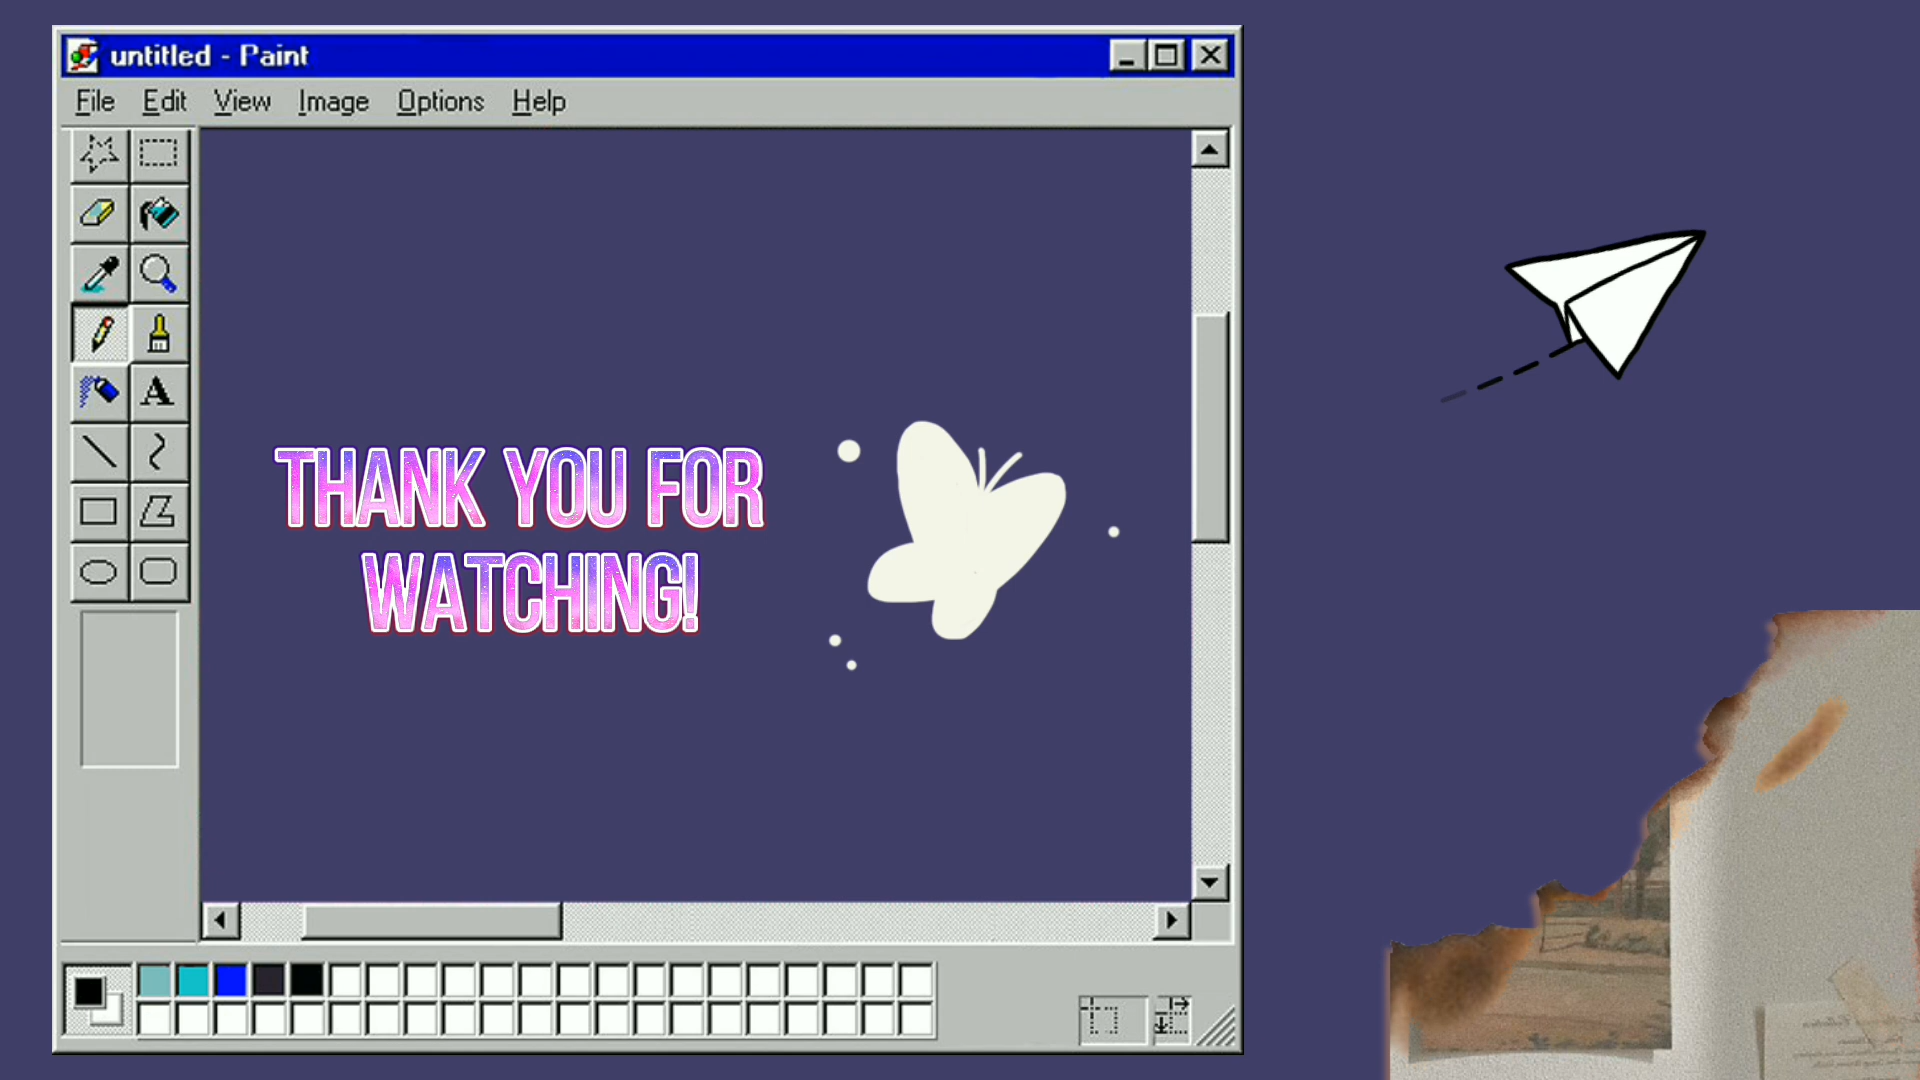 untitled - Paint
File Edit View Image Options Help
A
THANK YOU FOR
WATCHING!